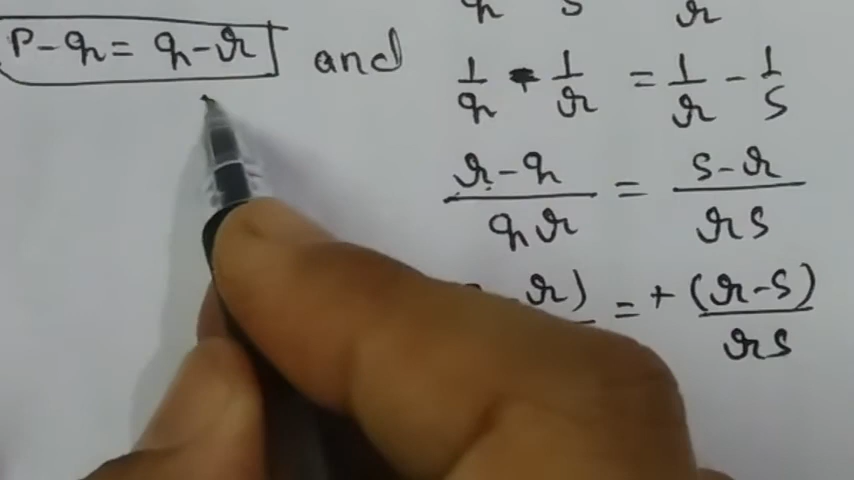 p - q = q - r and
q s r
1/q - 1/r = 1/r - 1/s
(r - q)/(qr) = (s - r)/(rs)
r) = + (r - s)/(rs)